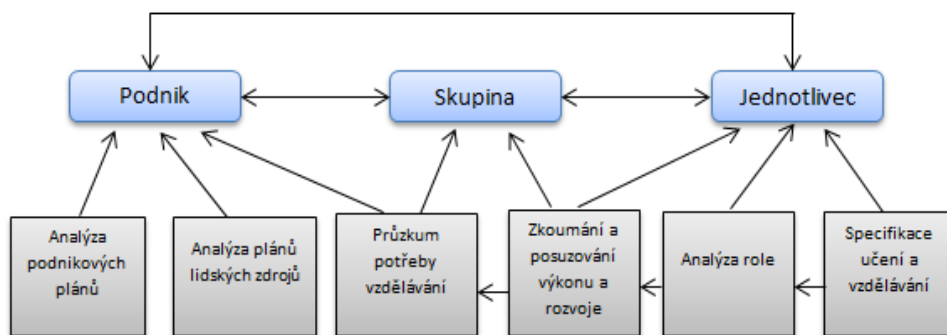 Podnik
Skupina
Jednotlivec
Analýza
podnikových
plánů
Analýza plánů
lidských zdrojů
Průzkum
potřeby
vzdělávání
Zkoumání a
posuzování
výkonu a
rozvoje
Analýza role
Specifikace
učení a
vzdělávání